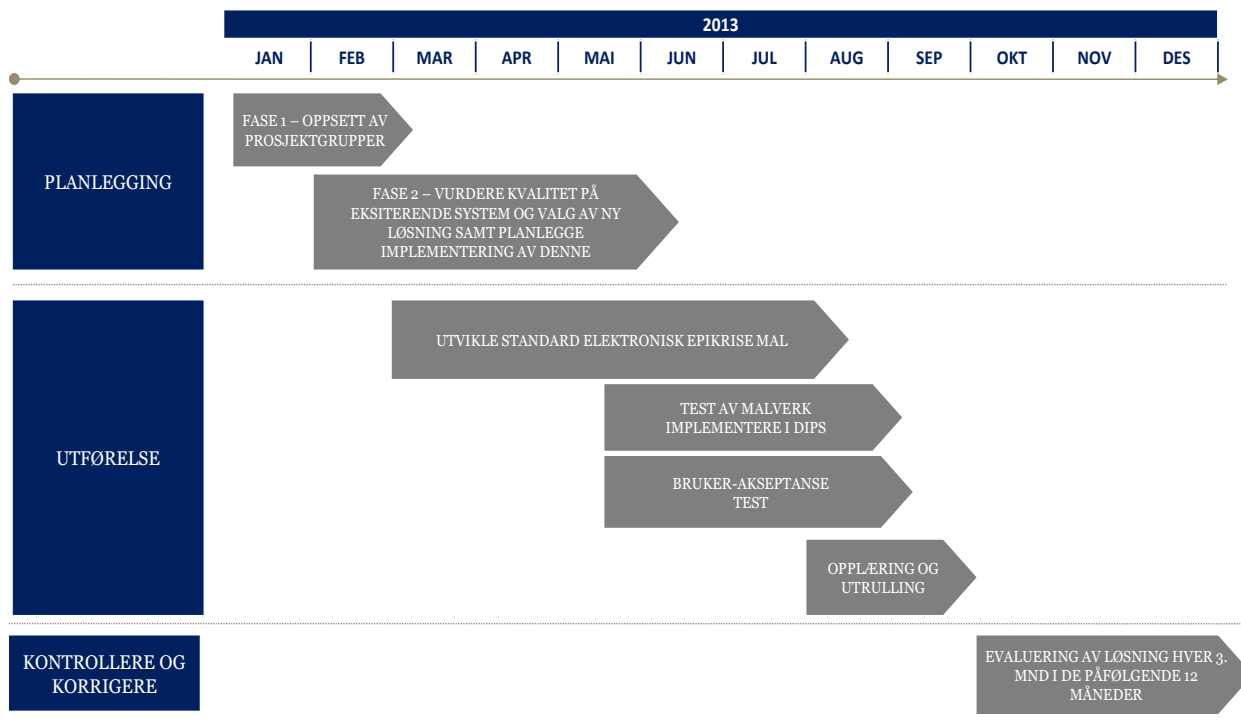 2013
JAN FEB MAR APR MAI JUN JUL AUG SEP OKT NOV DES
PLANLEGGING
FASE 1 – OPPSETT AV
PROSJEKTGRUPPER
FASE 2 – VURDERE KVALITET PÅ
EKSITERENDE SYSTEM OG VALG AV NY
LØSNING SAMT PLANLEGGE
IMPLEMENTERING AV DENNE
UTFØRELSE
UTVIKLE STANDARD ELEKTRONISK EPIKRISE MAL
TEST AV MALVERK
IMPLEMENTERE I DIPS
BRUKER-AKSEPTANSE
TEST
OPPLÆRING OG
UTRULLING
KONTROLLERE OG
KORRIGERE
EVALUERING AV LØSNING HVER 3.
MND I DE PÅFØLGENDE 12
MÅNEDER